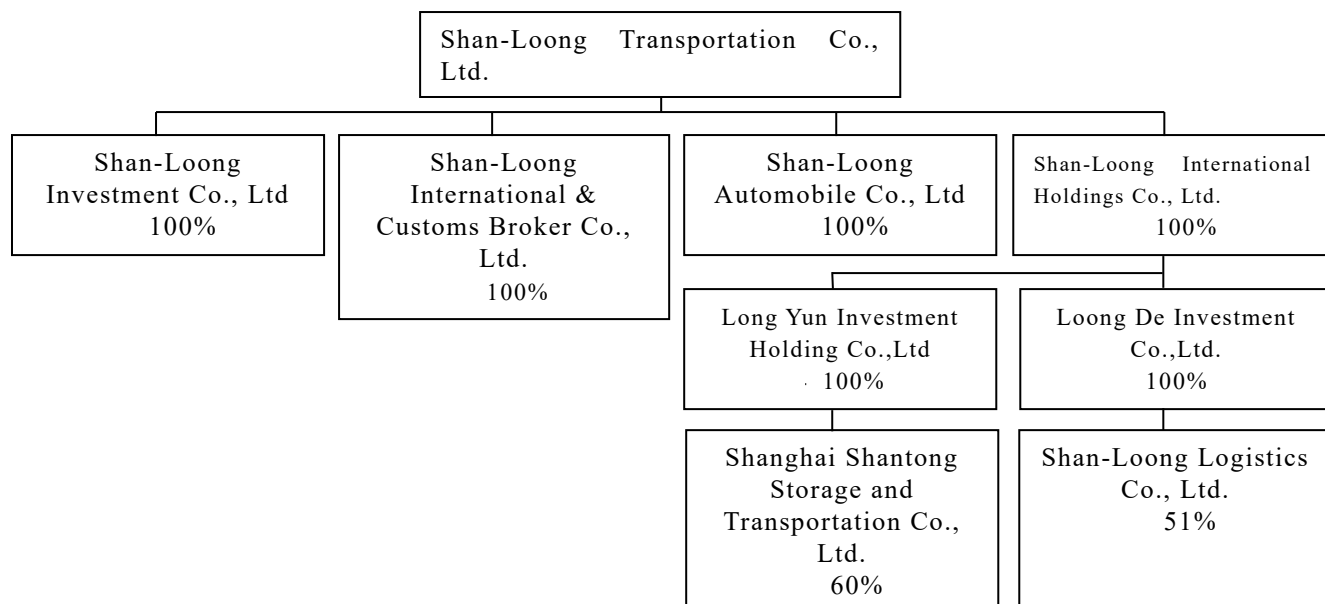 Shan-Loong Transportation Co.,
Ltd.
Shan-Loong
Investment Co., Ltd
100%
Shan-Loong
International &
Customs Broker Co.,
Ltd.
100%
Shan-Loong
Automobile Co., Ltd
100%
Shan-Loong International
Holdings Co., Ltd.
100%
Long Yun Investment
Holding Co.,Ltd
100%
Loong De Investment
Co.,Ltd.
100%
Shanghai Shantong
Storage and
Transportation Co.,
Ltd.
60%
Shan-Loong Logistics
Co., Ltd.
51%